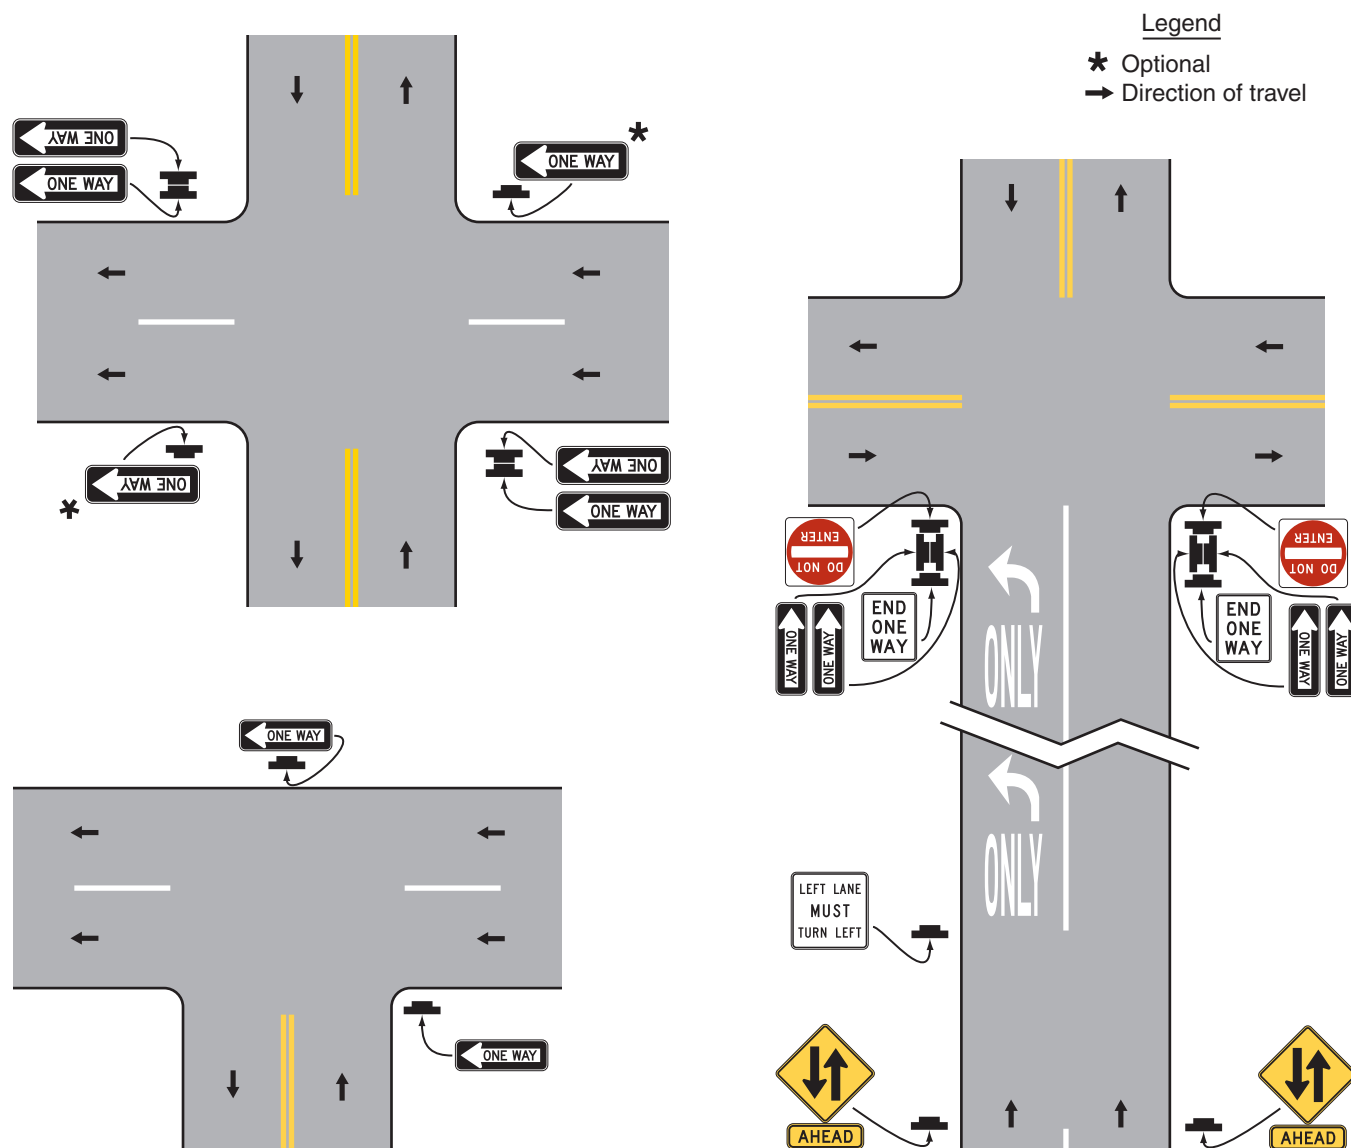 Legend
* Optional
Direction of travel
ONE WAY
ONE WAY
ONE WAY
*
ONE WAY
*
ONE WAY
ONE WAY
ONE WAY
ONE WAY
DO NOT
ENTER
ONE WAY
ONE WAY
END
ONE
WAY
ONLY
DO NOT
ENTER
END
ONE
WAY
ONE WAY
ONE WAY
ONLY
LEFT LANE
MUST
TURN LEFT
AHEAD
AHEAD